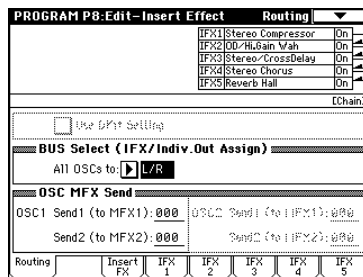 PROGRAM P8:Edit-Insert Effect Routing
IFX1 Stereo Compressor On
IFX2 OD/Hi.Gain Wah On
IFX3 Stereo/CrossDelay On
IFX4 Stereo Chorus On
IFX5 Reverb Hall On
[Chain]
Use DKit Setting
BUS Select (IFX/Indiv.Out Assign)
All OSCs to: L/R
OSC MFX Send
OSC1 Send1 (to MFX1): 000 OSC2 Send1 (to MFX1): 000
Send2 (to MFX2): 000 Send2 (to MFX2): 000
Routing Insert FX IFX 1 IFX 2 IFX 3 IFX 4 IFX 5